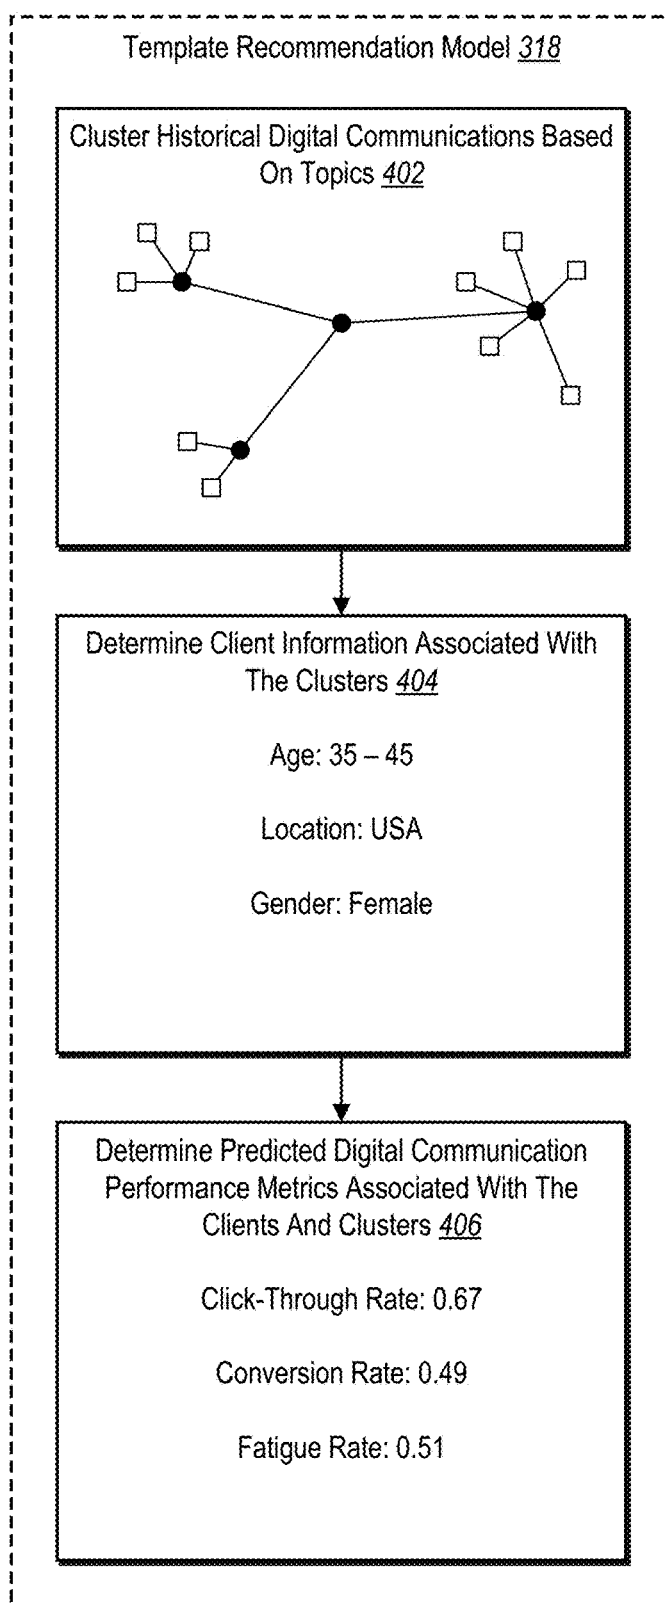 Template Recommendation Model 318
Cluster Historical Digital Communications Based
On Topics 402
Determine Client Information Associated With
The Clusters 404
Age: 35 – 45
Location: USA
Gender: Female
Determine Predicted Digital Communication
Performance Metrics Associated With The
Clients And Clusters 406
Click-Through Rate: 0.67
Conversion Rate: 0.49
Fatigue Rate: 0.51